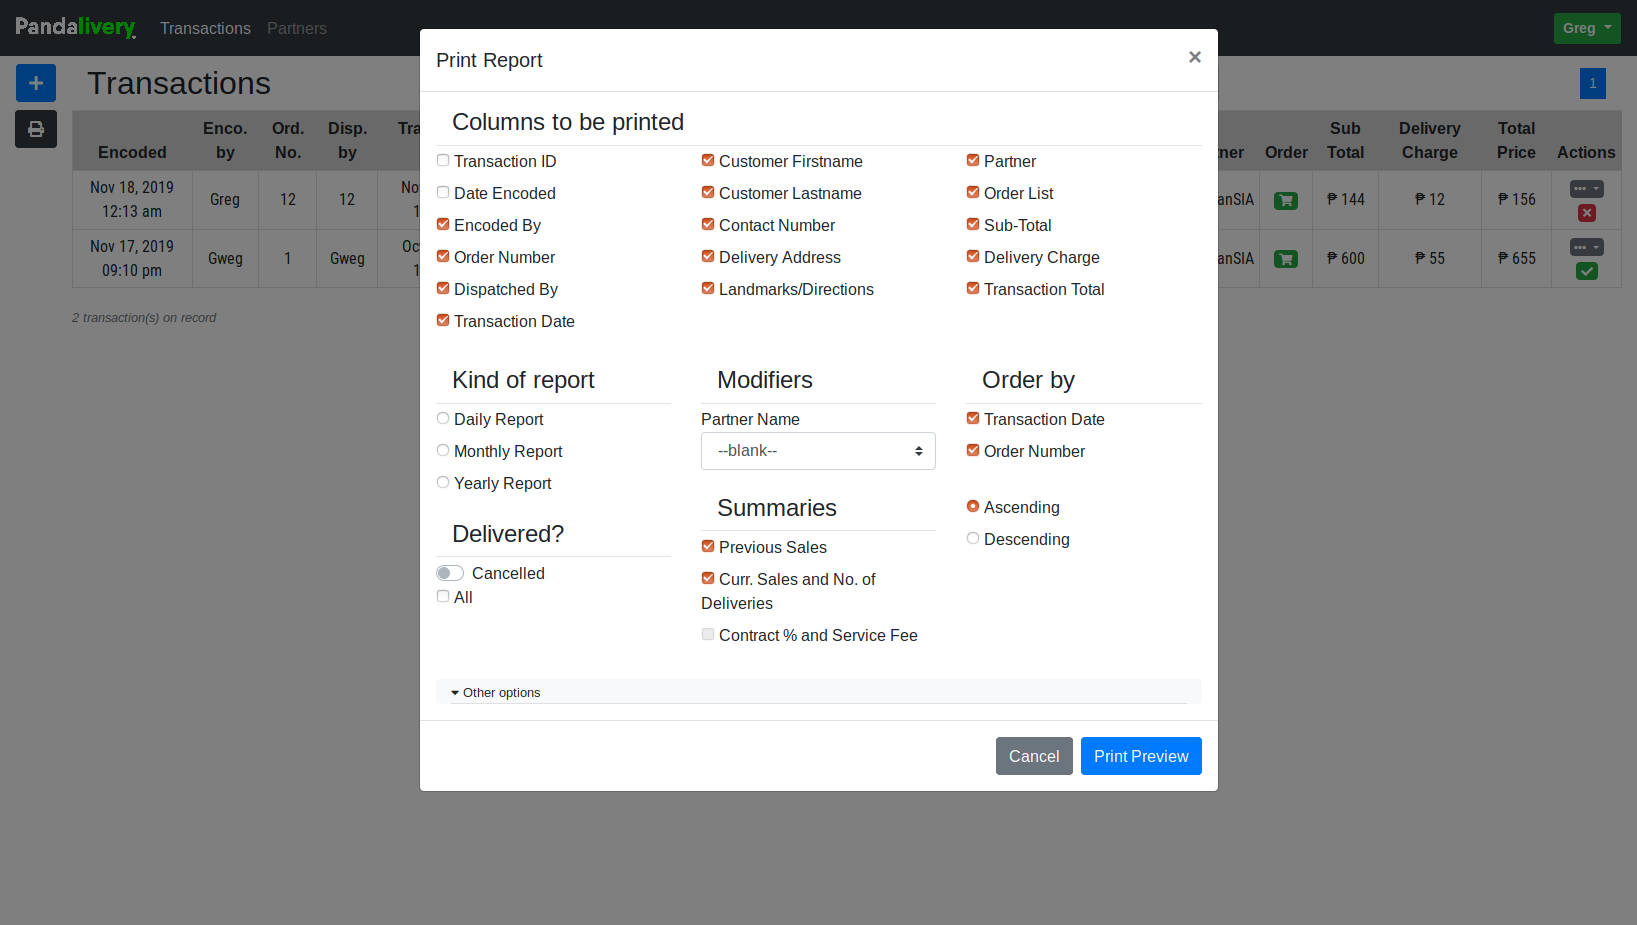 Pandalivery.
Transactions
Partners
Greg
Transactions
1
Encoded
Enco. by
Ord. No.
Disp. by
Tra
ner
Order
Sub Total
Delivery Charge
Total Price
Actions
Nov 18, 2019
12:13 am
Greg
12
12
No
1
anSIA
₱ 144
₱ 12
₱ 156
Nov 17, 2019
09:10 pm
Gweg
1
Gweg
Oc
1
anSIA
₱ 600
₱ 55
₱ 655
2 transaction(s) on record
Print Report
×
Columns to be printed
Transaction ID
Date Encoded
Encoded By
Order Number
Dispatched By
Transaction Date
Customer Firstname
Customer Lastname
Contact Number
Delivery Address
Landmarks/Directions
Partner
Order List
Sub-Total
Delivery Charge
Transaction Total
Kind of report
Daily Report
Monthly Report
Yearly Report
Delivered?
Cancelled
All
Modifiers
Partner Name
--blank--
Summaries
Previous Sales
Curr. Sales and No. of
Deliveries
Contract % and Service Fee
Order by
Transaction Date
Order Number
Ascending
Descending
Other options
Cancel
Print Preview